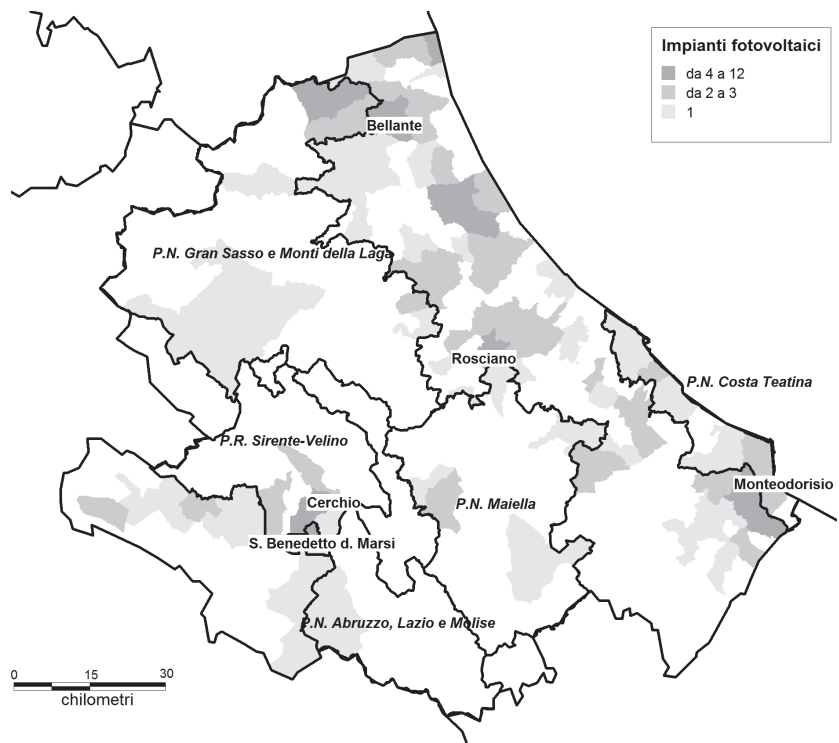 Impianti fotovoltaici
da 4 a 12
da 2 a 3
1
Bellante
P.N. Gran Sasso e Monti della Laga
Rosciano
P.N. Costa Teatina
P.R. Sirente-Velino
Monteodorisio
Cerchio
P.N. Maiella
S. Benedetto d. Marsi
P.N. Abruzzo, Lazio e Molise
0 15 30
chilometri